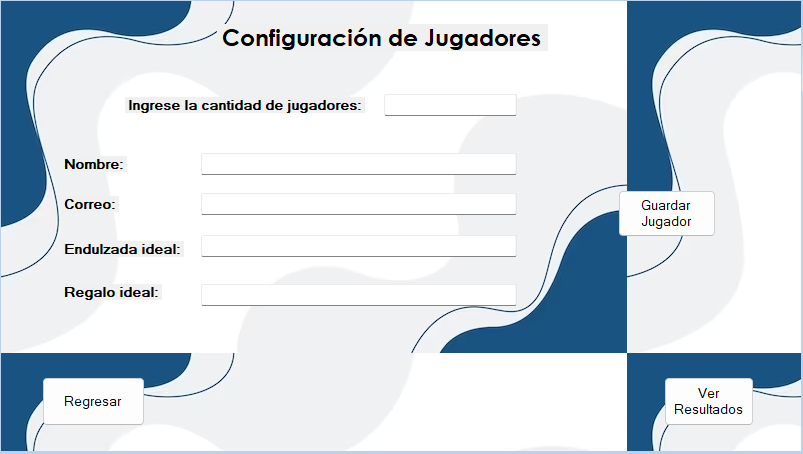 Configuración de Jugadores
Ingrese la cantidad de jugadores:
Nombre:
Correo:
Endulzada ideal:
Regalo ideal:
Guardar
Jugador
Regresar
Ver
Resultados